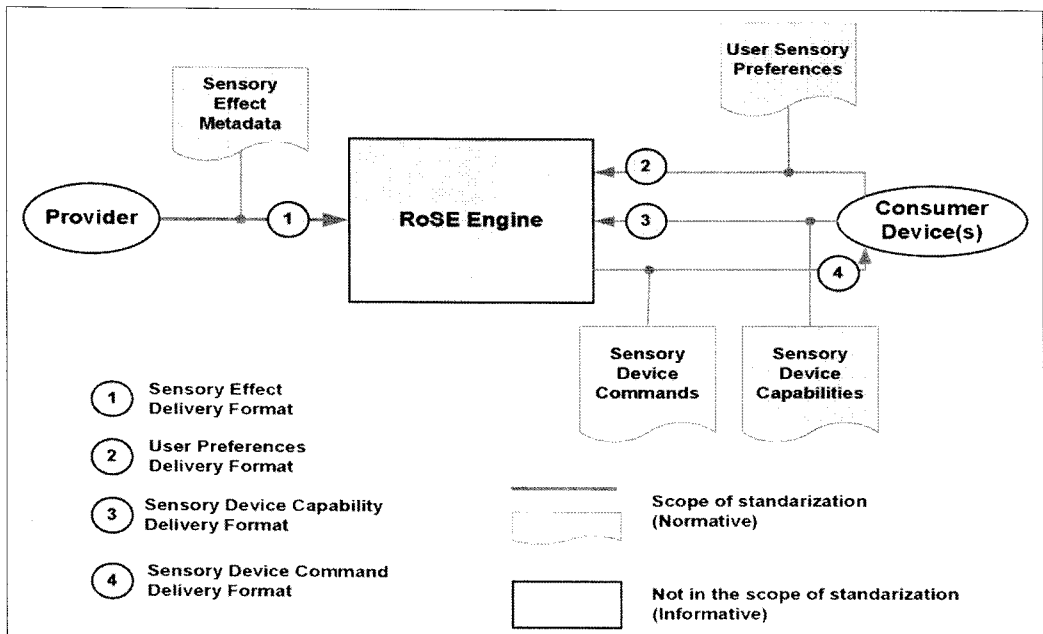 User Sensory
Preferences
Sensory
Effect
Metadata
2
Provider
1
RoSE Engine
3
Consumer
Device(s)
4
Sensory
Device
Commands
Sensory
Device
Capabilities
1
Sensory Effect
Delivery Format
2
User Preferences
Delivery Format
3
Sensory Device Capability
Delivery Format
4
Sensory Device Command
Delivery Format
Scope of standarization
(Normative)
Not in the scope of standarization
(Informative)